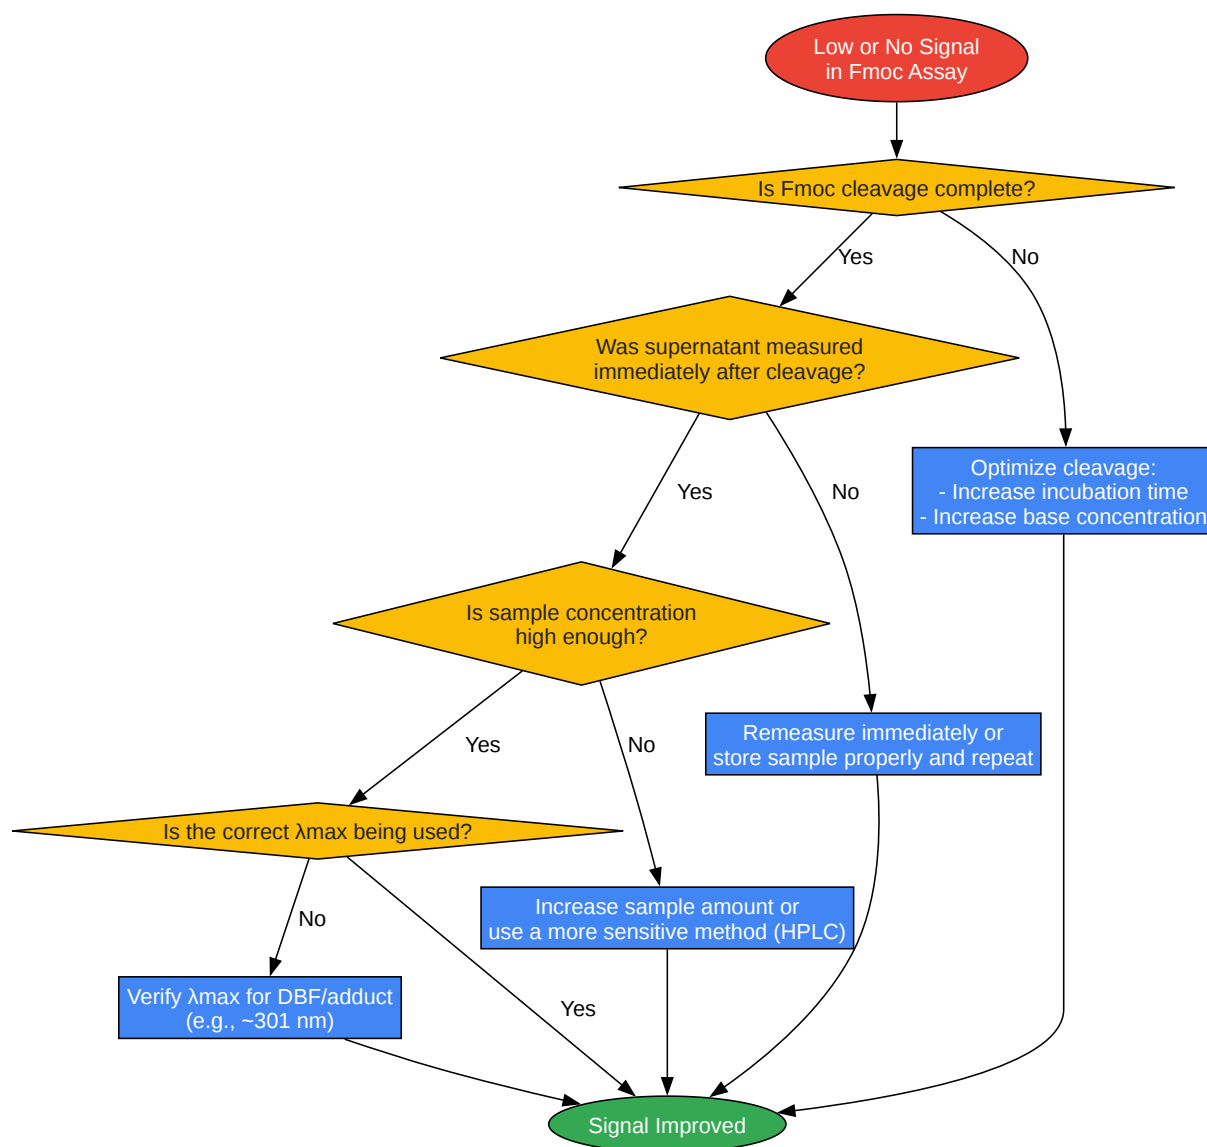 Low or No Signal
in Fmoc Assay
Is Fmoc cleavage complete?
Yes
No
Was supernatant measured
immediately after cleavage?
Optimize cleavage:
- Increase incubation time
- Increase base concentration
Yes
No
Is sample concentration
high enough?
Remeasure immediately or
store sample properly and repeat
Yes
No
Is the correct λmax being used?
Increase sample amount or
use a more sensitive method (HPLC)
No
Verify λmax for DBF/adduct
(e.g., ~301 nm)
Yes
Signal Improved